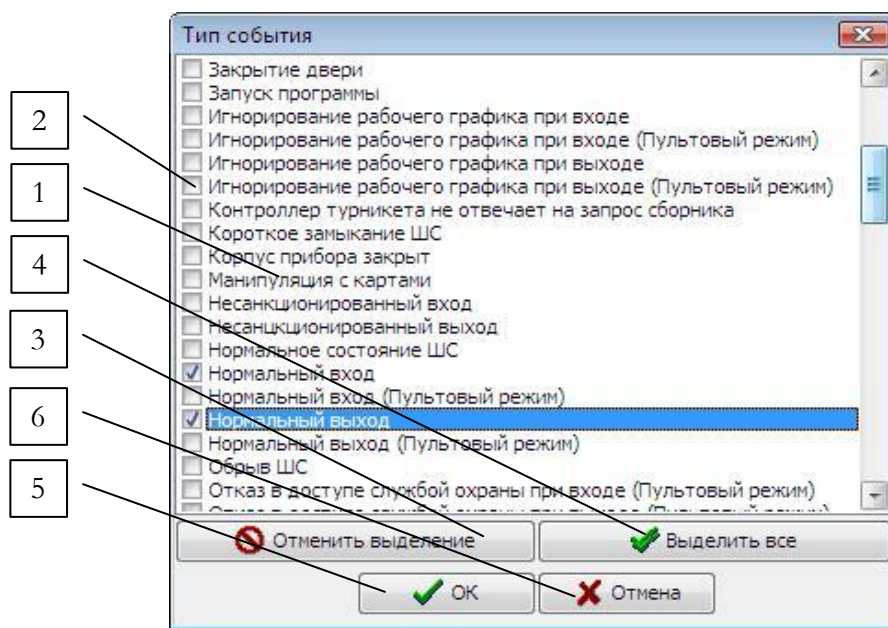 Тип события
Закрытие двери
Запуск программы
2
Игнорирование рабочего графика при входе
Игнорирование рабочего графика при входе (Пультовый режим)
Игнорирование рабочего графика при выходе
1
Игнорирование рабочего графика при выходе (Пультовый режим)
Контроллер турникета не отвечает на запрос сборника
Короткое замыкание ШС
4
Корпус прибора закрыт
Манипуляция с картами
Несанкционированный вход
3
Несанцкционированный выход
Нормальное состояние ШС
Нормальный вход
Нормальный вход (Пультовый режим)
6
Нормальный выход
Нормальный выход (Пультовый режим)
Обрыв ШС
5
Отказ в доступе службой охраны при входе (Пультовый режим)
Отменить выделение
Выделить все
ОК
Отмена